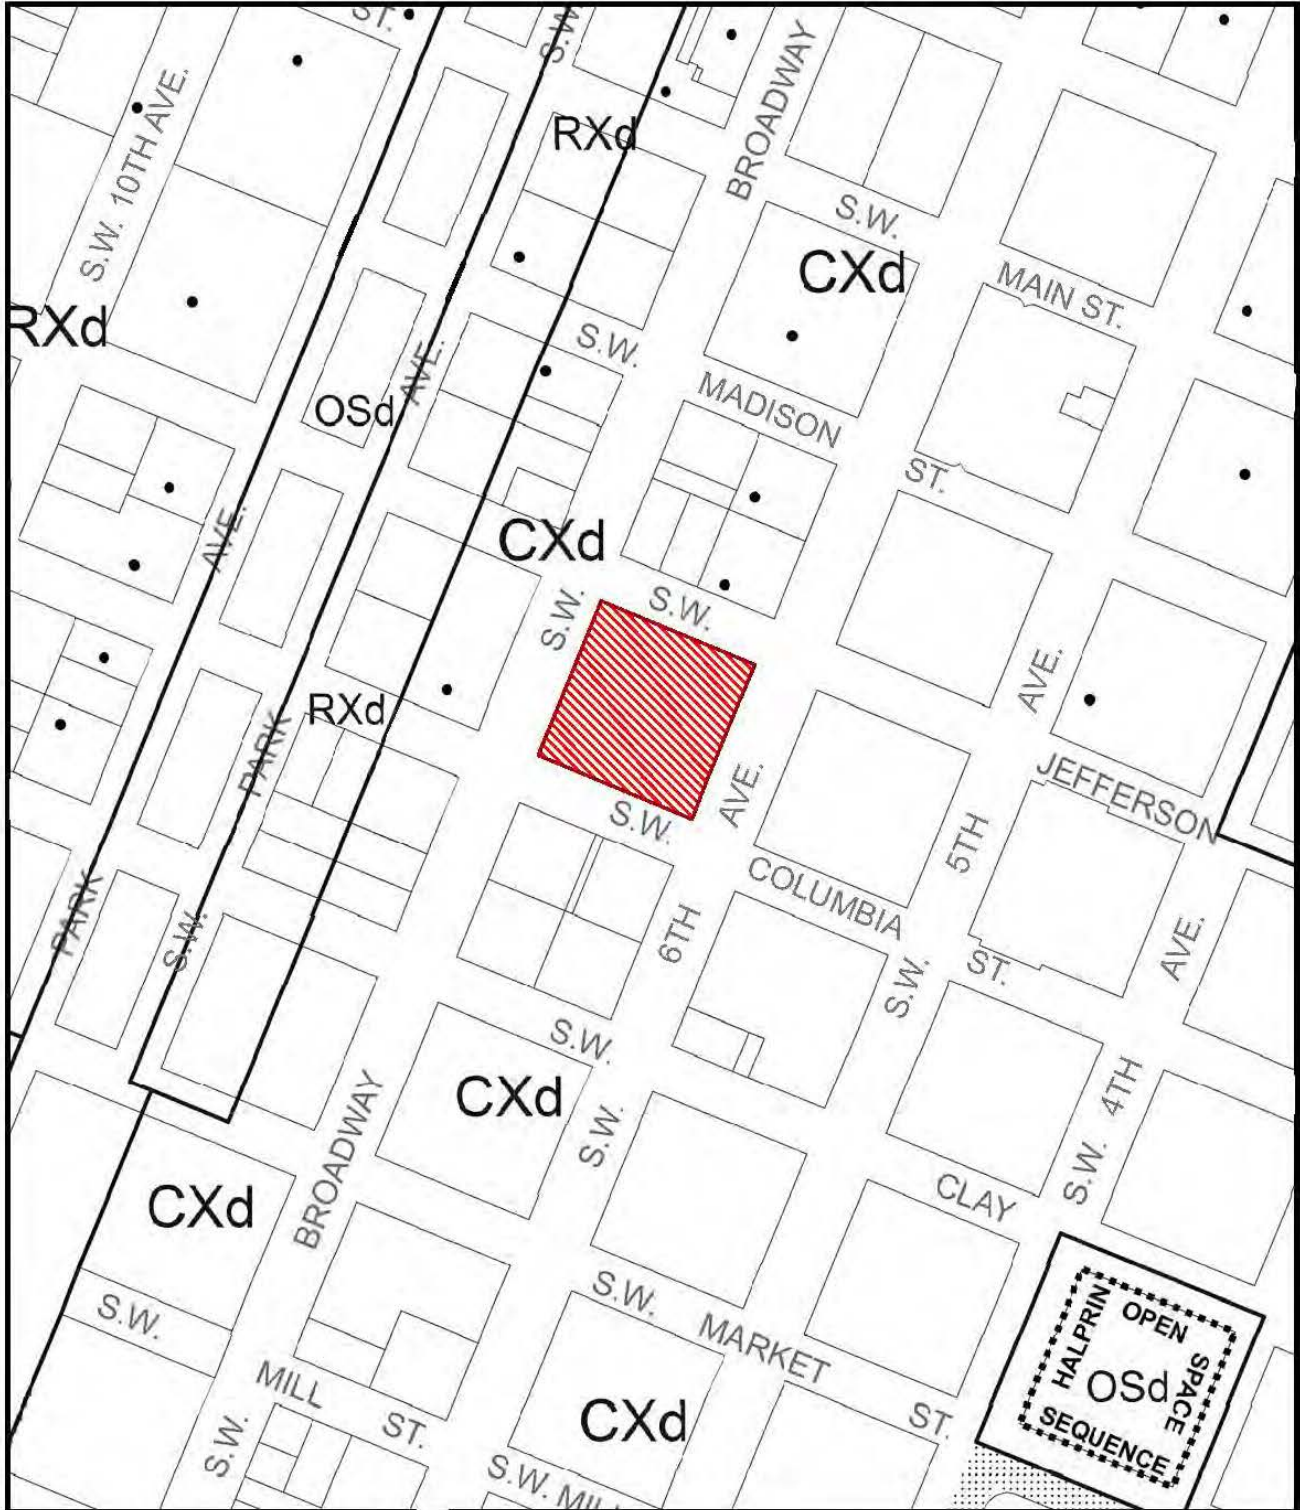 ST.
S.W.
BROADWAY
S.W. 10TH AVE.
RXd
S.W.
CXd
MAIN ST.
RXd
S.W.
AVE.
OSd
MADISON
ST.
CXd
AVE.
S.W.
S.W.
AVE.
RXd
PARK
JEFFERSON
AVE.
S.W.
5TH
COLUMBIA
PARK
S.W.
6TH
AVE.
ST.
S.W.
S.W.
CXd
4TH
BROADWAY
S.W.
S.W.
CLAY
CXd
S.W.
S.W.
MARKET
HALPRIN
OPEN
SPACE
SEQUENCE
OSd
MILL
ST.
CXd
ST.
S.W.
S.W. MILL